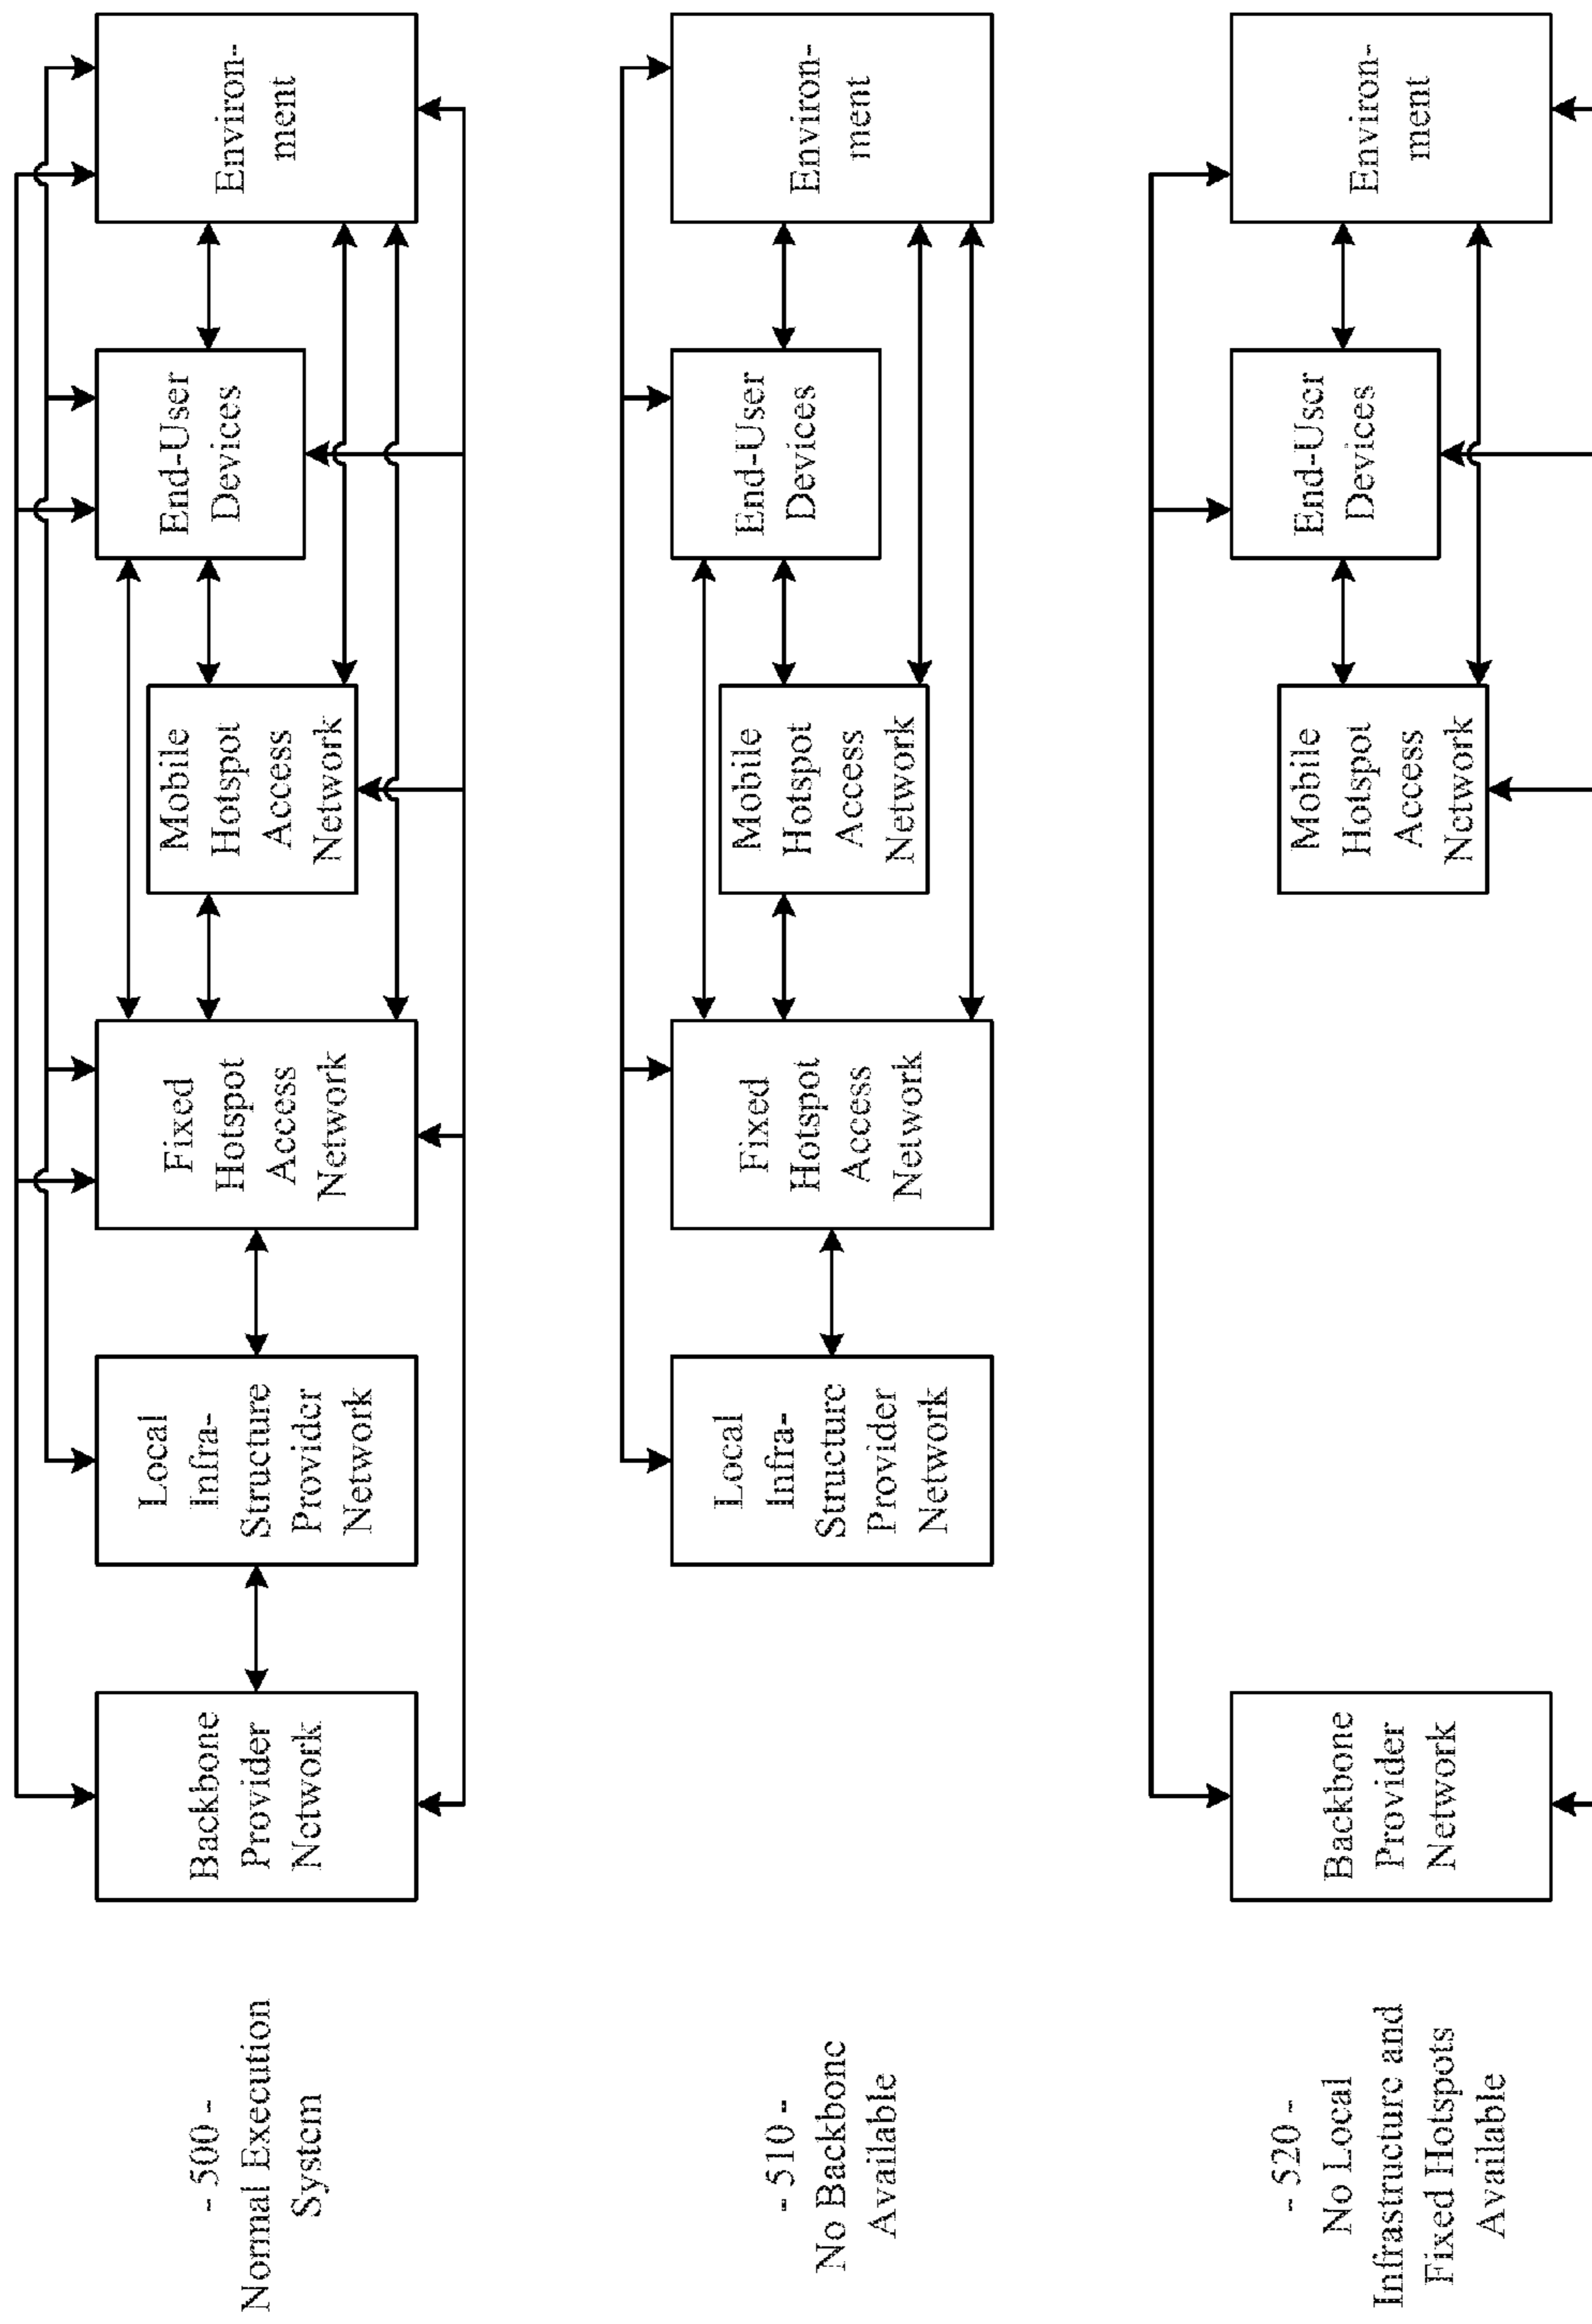 - 500 -
Normal Execution
System
Backbone
Provider
Network
Local
Infra-
Structure
Provider
Network
Fixed
Hotspot
Access
Network
Mobile
Hotspot
Access
Network
End-User
Devices
Environ-
ment
- 510 -
No Backbone
Available
Local
Infra-
Structure
Provider
Network
Fixed
Hotspot
Access
Network
Mobile
Hotspot
Access
Network
End-User
Devices
Environ-
ment
- 520 -
No Local
Infrastructure and
Fixed Hotspots
Available
Backbone
Provider
Network
Mobile
Hotspot
Access
Network
End-User
Devices
Environ-
ment